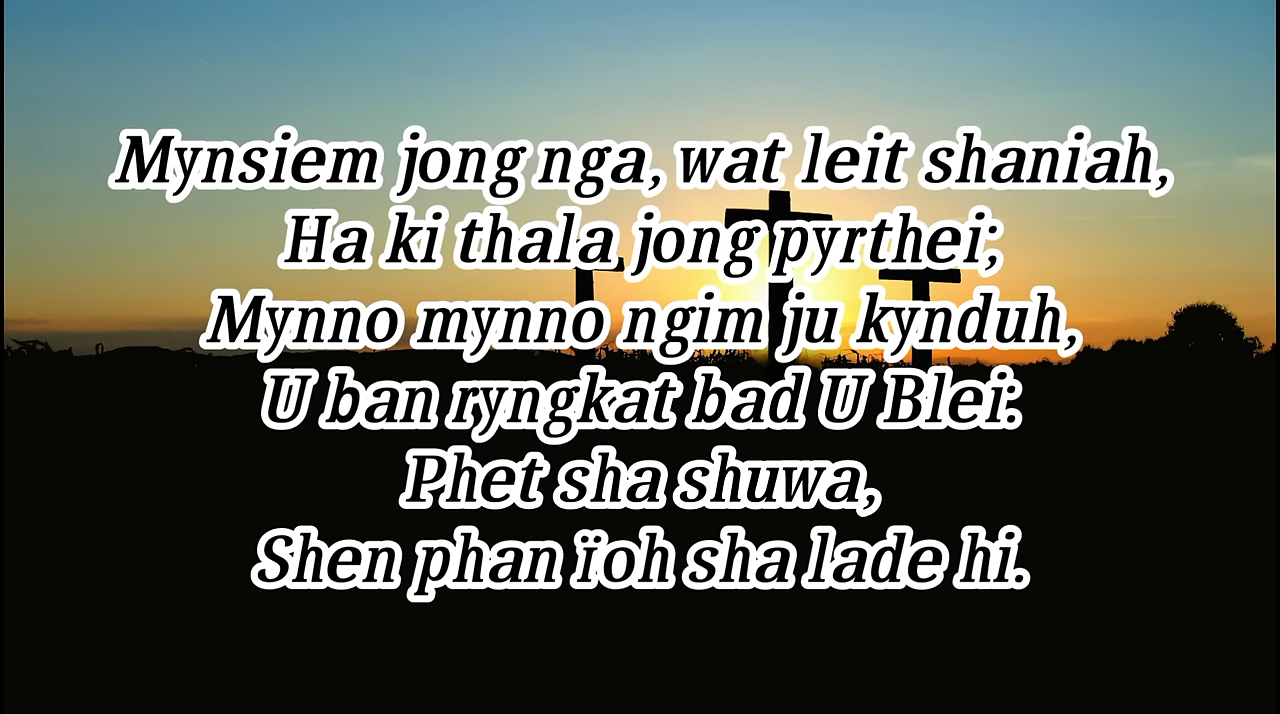 Mynsiem jong nga, wat leit shaniah,
Ha ki thala jong pyrthei;
Mynno mynno ngim ju kynduh,
U ban ryngkat bad U Blei:
Phet sha shuwa,
Shen phan ïoh sha lade hi.